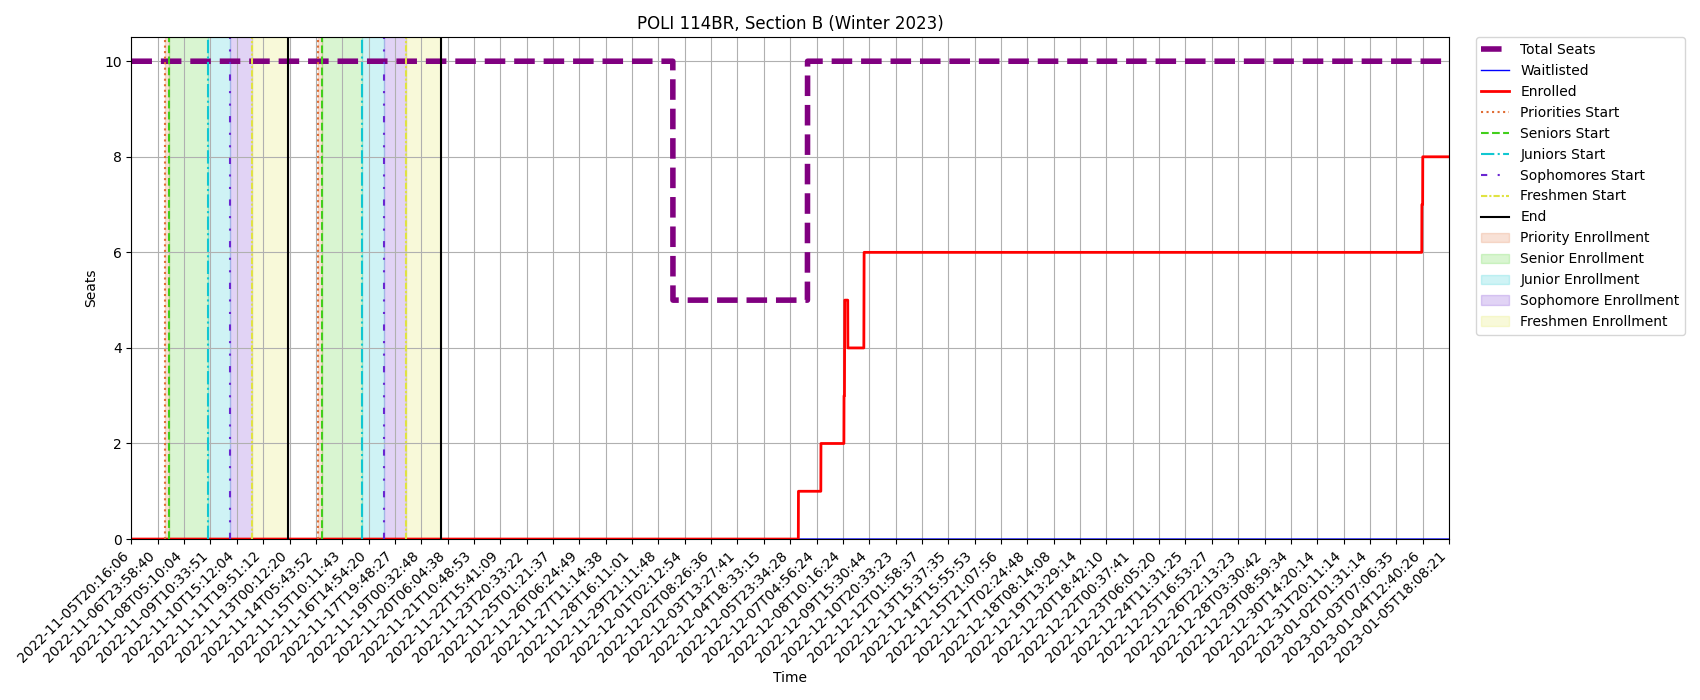 POLI 114BR, Section B (Winter 2023)
Seats
10
8
6
4
2
0
2022-11-05T20:16:06
2022-11-06T23:58:40
2022-11-08T05:10:04
2022-11-09T10:33:51
2022-11-10T15:12:04
2022-11-11T19:51:12
2022-11-13T00:12:20
2022-11-14T05:43:52
2022-11-15T10:11:43
2022-11-16T14:54:20
2022-11-17T19:48:27
2022-11-19T00:32:48
2022-11-20T06:04:38
2022-11-21T10:48:53
2022-11-22T15:41:09
2022-11-23T20:33:22
2022-11-25T01:21:37
2022-11-26T06:24:49
2022-11-27T11:14:38
2022-11-28T16:11:01
2022-11-29T21:11:48
2022-12-01T02:12:54
2022-12-02T08:26:36
2022-12-03T13:27:41
2022-12-04T18:33:15
2022-12-05T23:34:28
2022-12-07T04:56:24
2022-12-08T10:16:24
2022-12-09T15:30:44
2022-12-10T20:33:23
2022-12-12T01:58:37
2022-12-13T15:37:35
2022-12-14T15:55:53
2022-12-15T21:07:56
2022-12-17T02:24:48
2022-12-18T08:14:08
2022-12-19T13:29:14
2022-12-20T18:42:10
2022-12-22T00:37:41
2022-12-23T06:05:20
2022-12-24T11:31:25
2022-12-25T16:53:27
2022-12-26T22:13:23
2022-12-28T03:30:42
2022-12-29T08:59:34
2022-12-30T14:20:14
2022-12-31T20:11:14
2023-01-02T01:31:14
2023-01-03T07:06:35
2023-01-04T12:40:26
2023-01-05T18:08:21
Time
Total Seats
Waitlisted
Enrolled
Priorities Start
Seniors Start
Juniors Start
Sophomores Start
Freshmen Start
End
Priority Enrollment
Senior Enrollment
Junior Enrollment
Sophomore Enrollment
Freshmen Enrollment